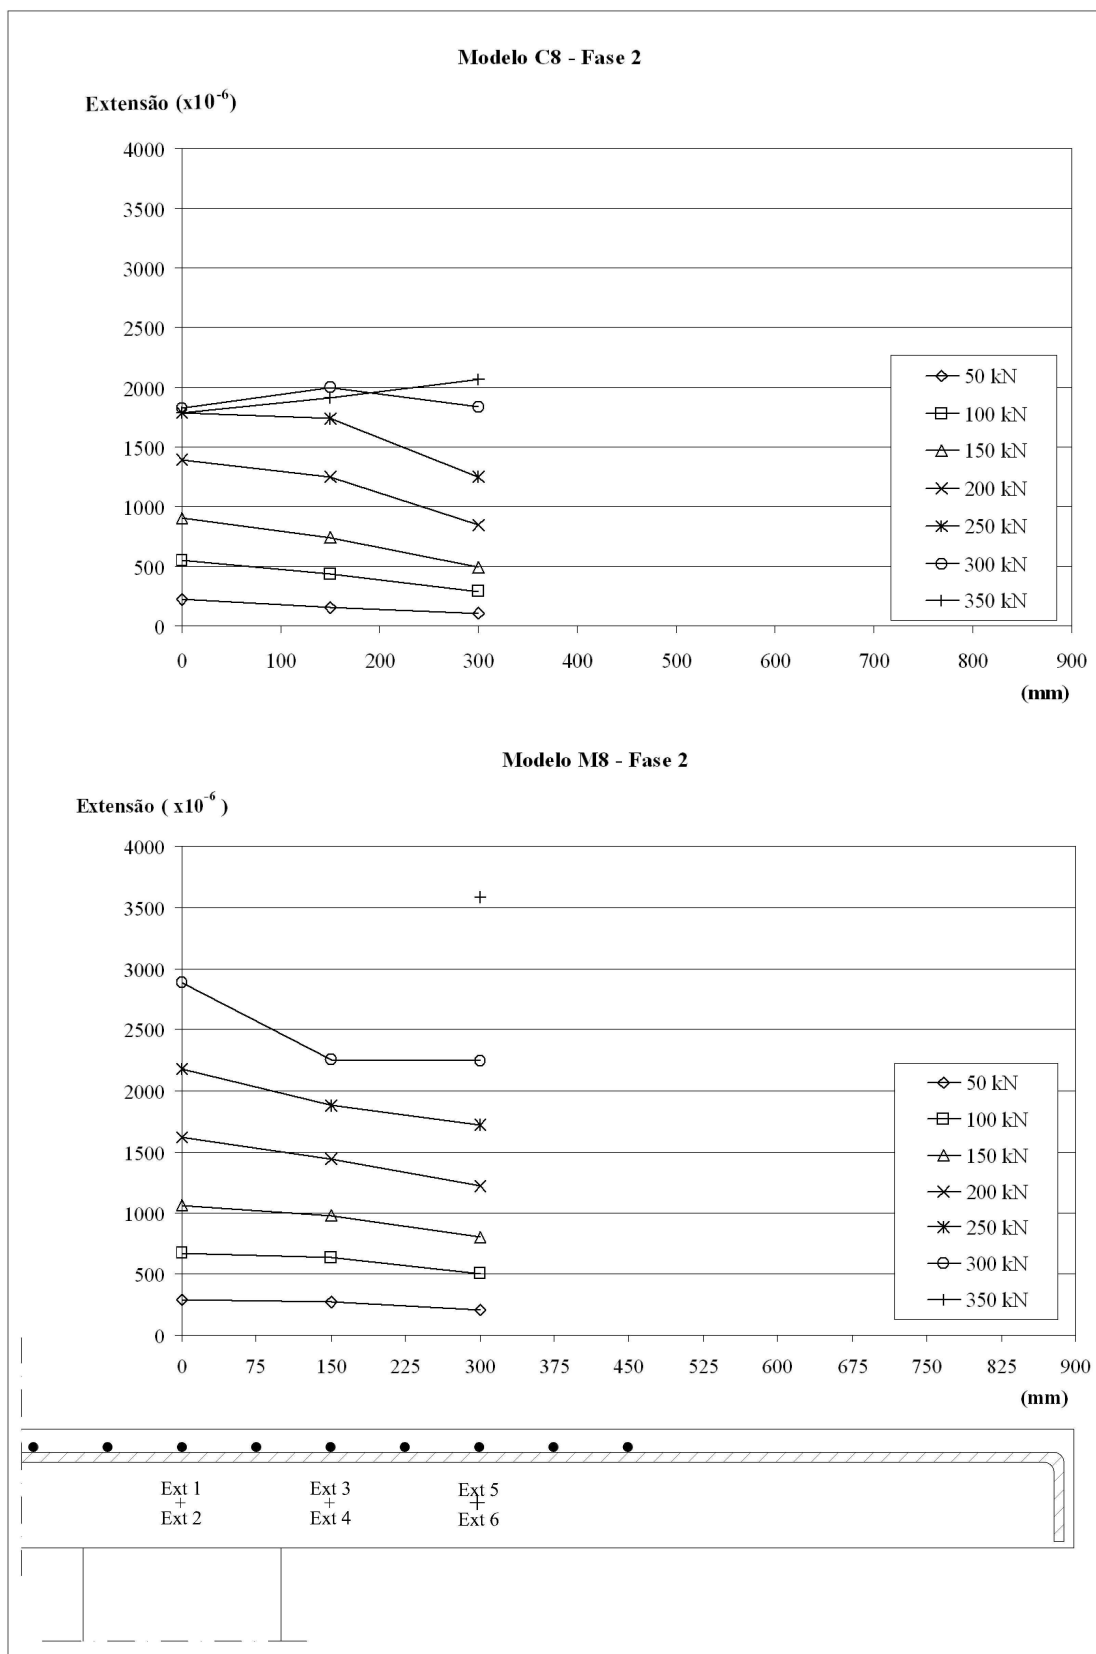 Modelo C8 - Fase 2
Extensão (x10⁻⁶)
4000
3500
3000
2500
2000
1500
1000
500
0
0 100 200 300 400 500 600 700 800 900
(mm)
50 kN
100 kN
150 kN
200 kN
250 kN
300 kN
350 kN
Modelo M8 - Fase 2
Extensão ( x10⁻⁶ )
4000
3500
3000
2500
2000
1500
1000
500
0
0 75 150 225 300 375 450 525 600 675 750 825 900
(mm)
50 kN
100 kN
150 kN
200 kN
250 kN
300 kN
350 kN
Ext 1 Ext 3 Ext 5
Ext 2 Ext 4 Ext 6